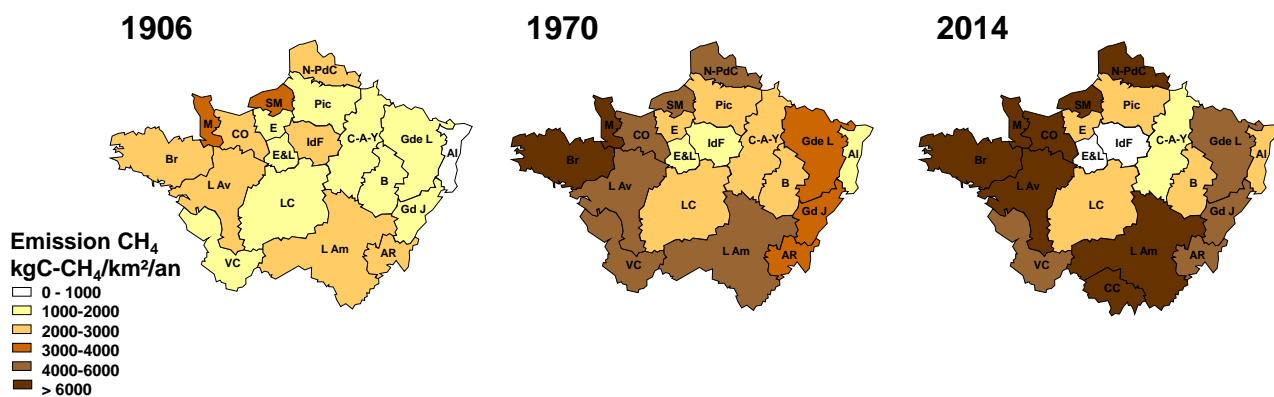 1906
N-PdC
SM
Pic
M
CO
E
IdF
C-A-Y
Gde L
Al
Br
E&L
L Av
B
LC
Gd J
L Am
AR
VC
1970
N-PdC
SM
Pic
M
CO
E
IdF
C-A-Y
Gde L
Al
Br
E&L
L Av
B
LC
Gd J
L Am
AR
VC
2014
N-PdC
SM
Pic
M
CO
E
IdF
C-A-Y
Gde L
Al
Br
E&L
L Av
B
LC
Gd J
L Am
AR
VC
CC
Emission CH₄
kgC-CH₄/km²/an
0 - 1000
1000-2000
2000-3000
3000-4000
4000-6000
> 6000